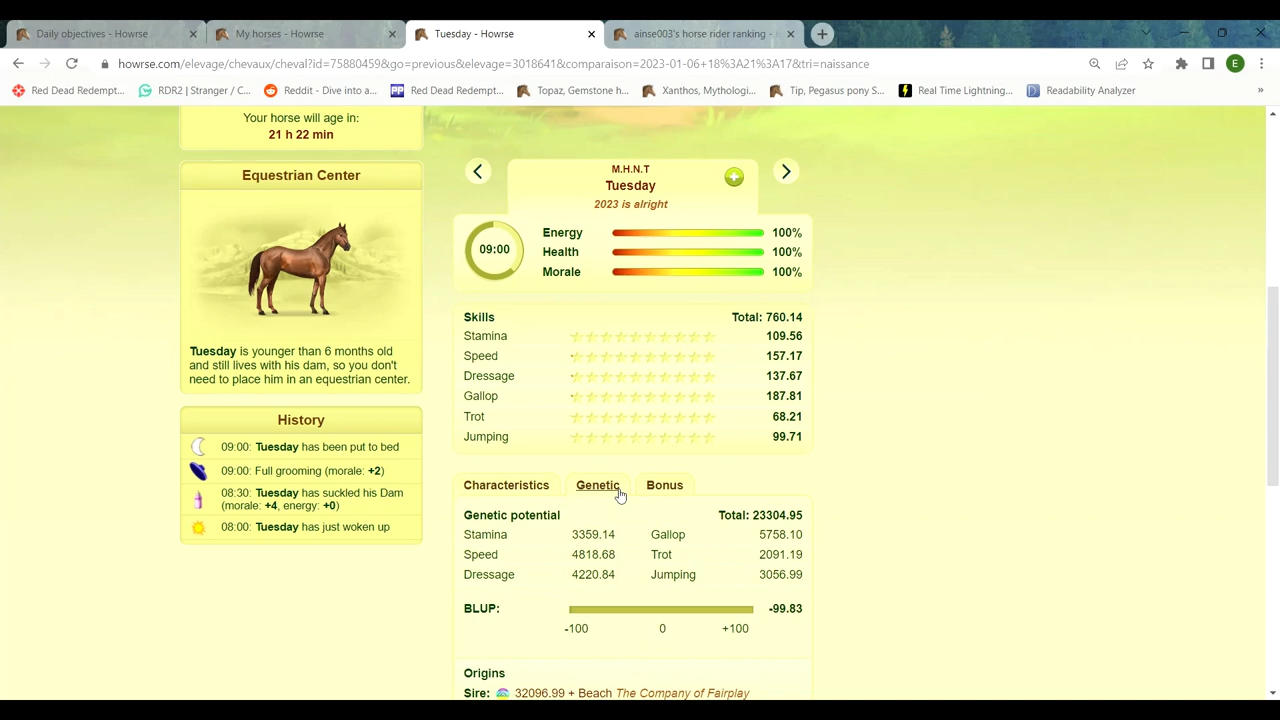 Daily objectives - Howrse
My horses - Howrse
Tuesday - Howrse
ainse003's horse rider ranking -
howrse.com/elevage/chevaux/cheval?id=75880459&go=previous&elevage=3018641&comparaison=2023-01-06+18%3A21%3A17&tri=naissance
E
Red Dead Redempt...
RDR2 | Stranger / C...
Reddit - Dive into a...
PP
Red Dead Redempt...
Topaz, Gemstone h...
Xanthos, Mythologi...
Tip, Pegasus pony S...
Real Time Lightning...
Readability Analyzer
»
Your horse will age in:
21 h 22 min
Equestrian Center
Tuesday is younger than 6 months old
and still lives with his dam, so you don't
need to place him in an equestrian center.
History
09:00: Tuesday has been put to bed
09:00: Full grooming (morale: +2)
08:30: Tuesday has suckled his Dam
(morale: +4, energy: +0)
08:00: Tuesday has just woken up
M.H.N.T
Tuesday
2023 is alright
09:00
Energy 100%
Health 100%
Morale 100%
Skills Total: 760.14
Stamina 109.56
Speed 157.17
Dressage 137.67
Gallop 187.81
Trot 68.21
Jumping 99.71
Characteristics Genetic Bonus
Genetic potential Total: 23304.95
Stamina 3359.14 Gallop 5758.10
Speed 4818.68 Trot 2091.19
Dressage 4220.84 Jumping 3056.99
BLUP: -99.83
-100 0 +100
Origins
Sire: 32096.99 + Beach The Company of Fairplay